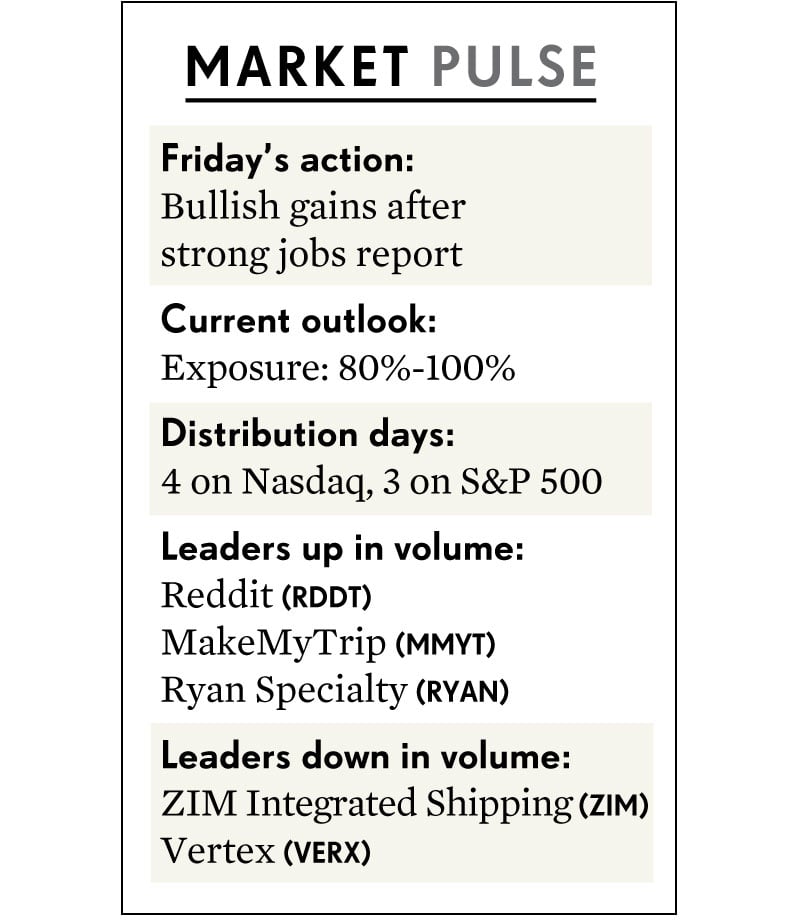 MARKET PULSE
Friday's action:
Bullish gains after
strong jobs report
Current outlook:
Exposure: 80%-100%
Distribution days:
4 on Nasdaq, 3 on S&P 500
Leaders up in volume:
Reddit (RDDT)
MakeMyTrip (MMYT)
Ryan Specialty (RYAN)
Leaders down in volume:
ZIM Integrated Shipping (ZIM)
Vertex (VERX)